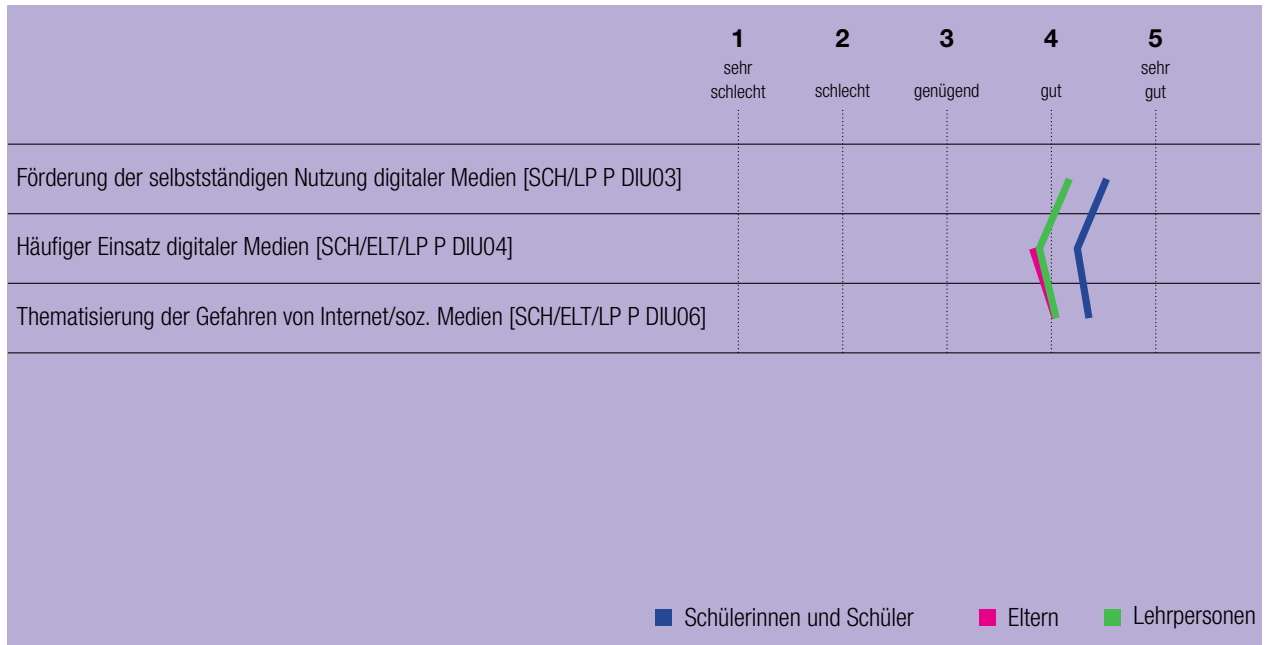 1 2 3 4 5
sehr sehr
schlecht schlecht genügend gut gut
Förderung der selbstständigen Nutzung digitaler Medien [SCH/LP P DIU03]
Häufiger Einsatz digitaler Medien [SCH/ELT/LP P DIU04]
Thematisierung der Gefahren von Internet/soz. Medien [SCH/ELT/LP P DIU06]
Schülerinnen und Schüler Eltern Lehrpersonen